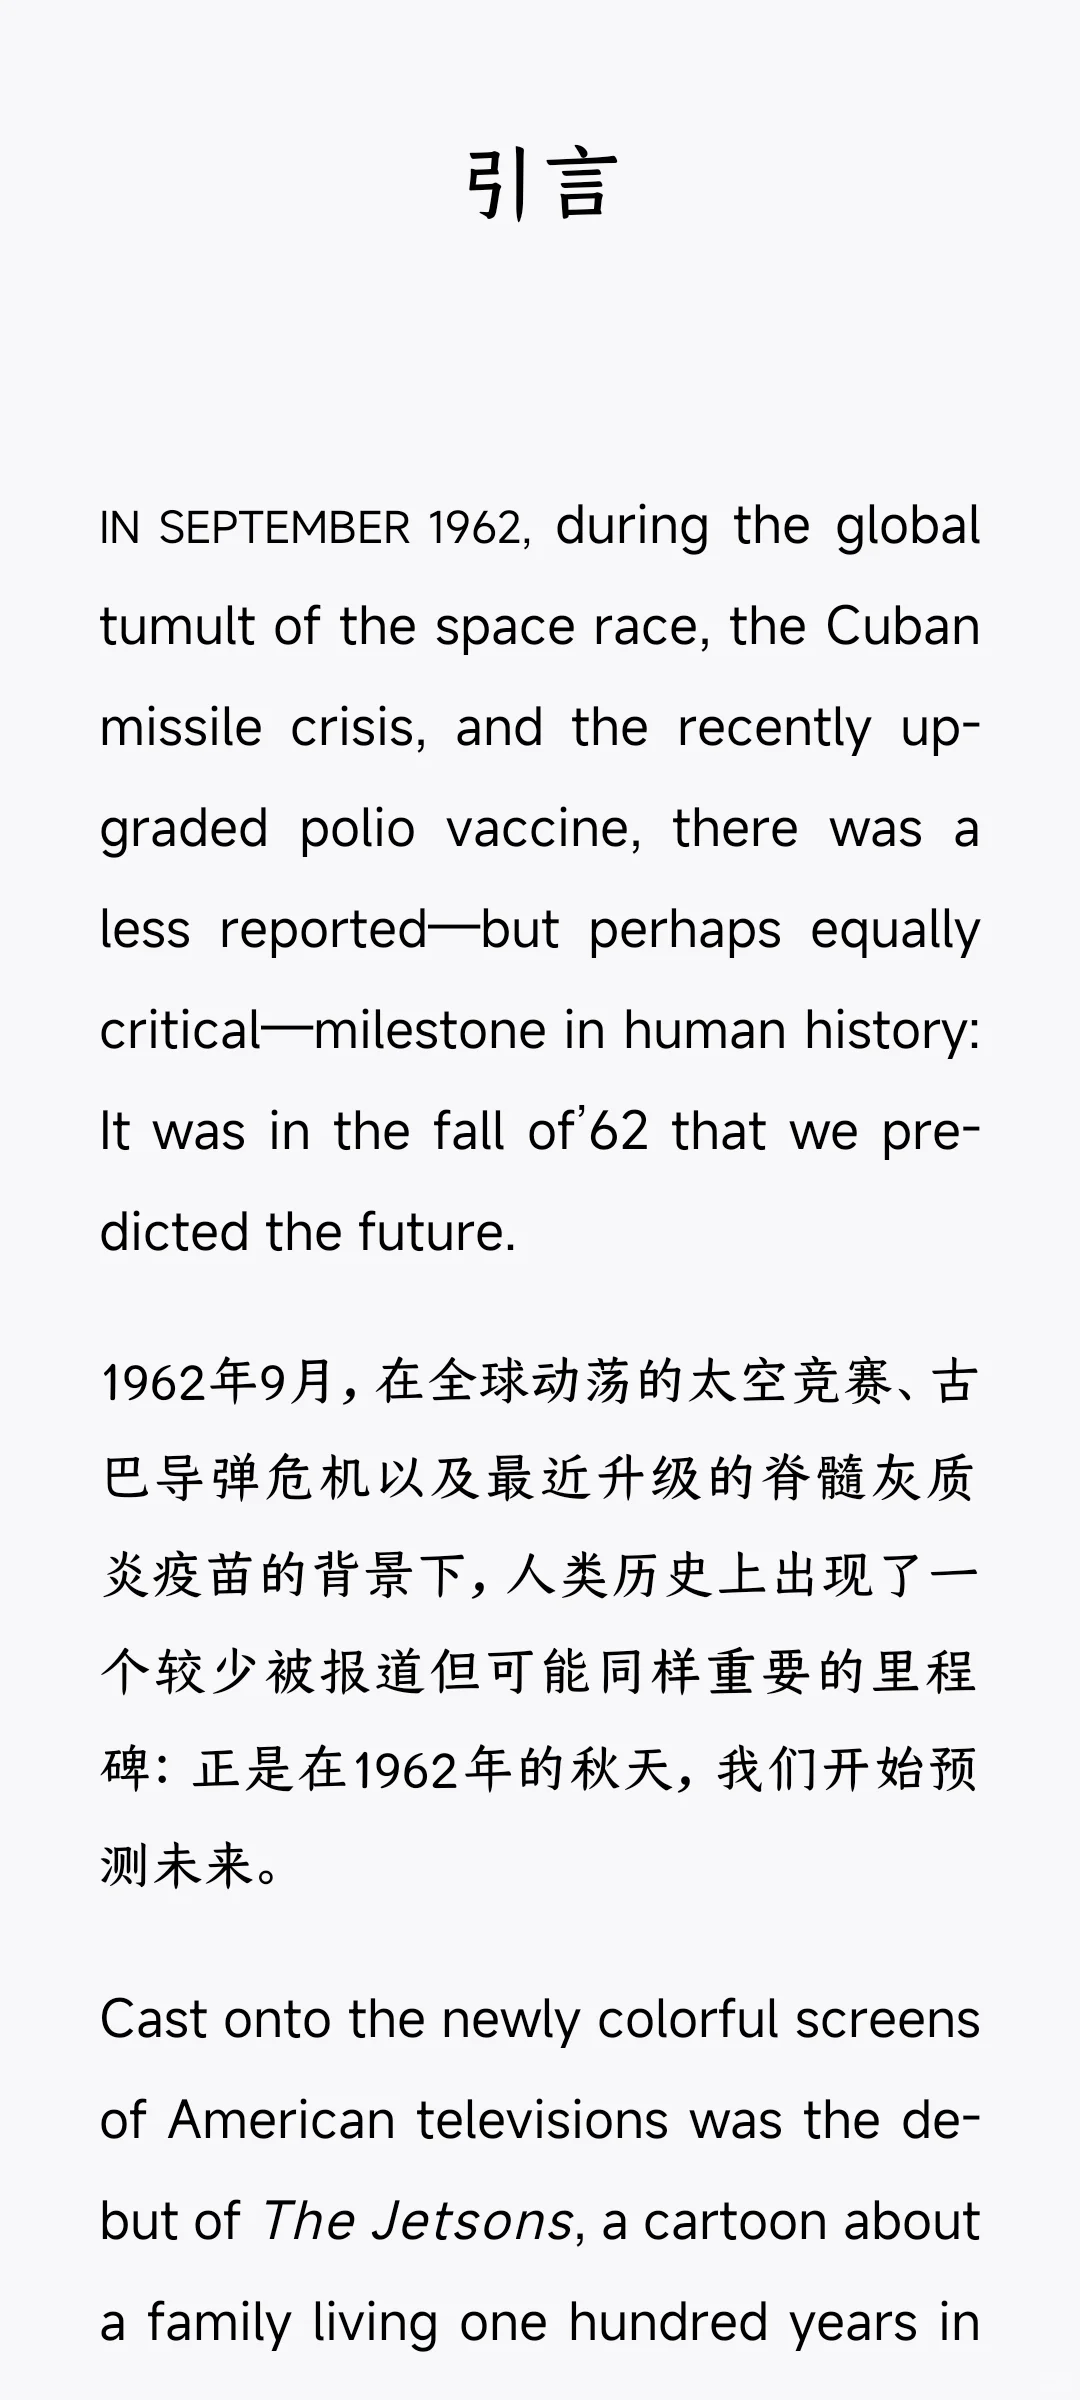 引言
IN SEPTEMBER 1962, during the global
tumult of the space race, the Cuban
missile crisis, and the recently up-
graded polio vaccine, there was a
less reported—but perhaps equally
critical—milestone in human history:
It was in the fall of’62 that we pre-
dicted the future.
1962年9月，在全球动荡的太空竞赛、古
巴导弹危机以及最近升级的脊髓灰质
炎疫苗的背景下，人类历史上出现了一
个较少被报道但可能同样重要的里程
碑：正是在1962年的秋天，我们开始预
测未来。
Cast onto the newly colorful screens
of American televisions was the de-
but of The Jetsons, a cartoon about
a family living one hundred years in